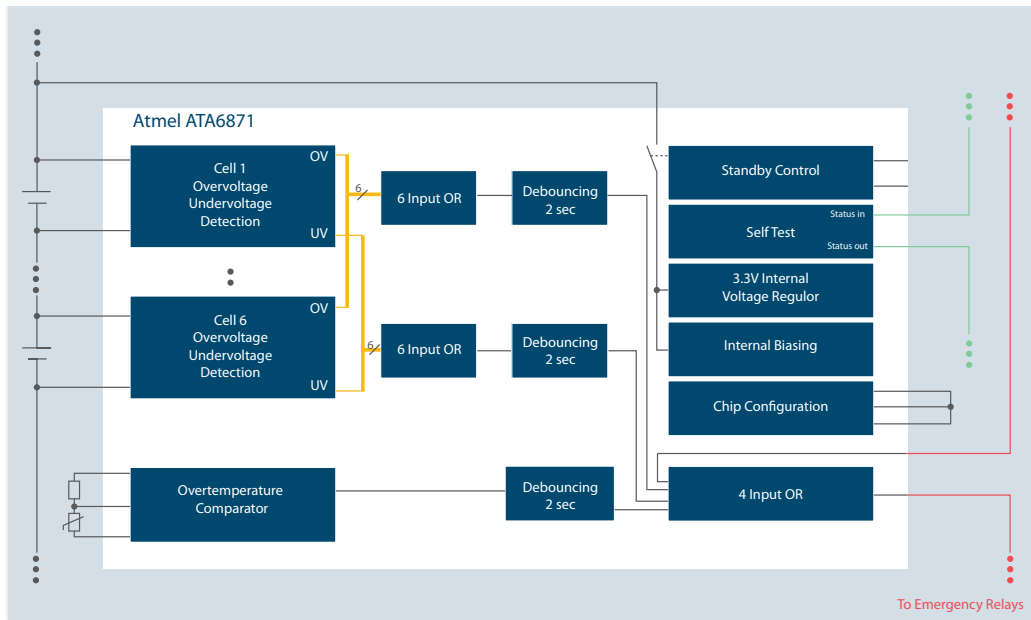 Atmel ATA6871
Cell 1
Overvoltage
Undervoltage
Detection
OV
UV
6
6 Input OR
Debouncing
2 sec
Cell 6
Overvoltage
Undervoltage
Detection
OV
UV
6
6 Input OR
Debouncing
2 sec
Overtemperature
Comparator
Debouncing
2 sec
Standby Control
Self Test
Status in
Status out
3.3V Internal
Voltage Regulor
Internal Biasing
Chip Configuration
4 Input OR
To Emergency Relays